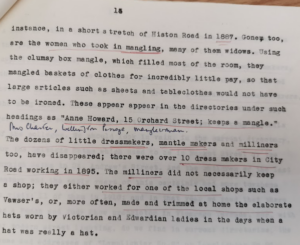 18
instance, in a short stretch of Histon Road in 1887. Gone, too,
are the women who took in mangling, many of them widows. Using
the clumsy box mangle, which filled most of the room, they
mangled baskets of clothes for incredibly little pay, so that
large articles such as sheets and tablecloths would not have
to be ironed. These appear appear in the directories under such
headings as "Anne Howard, 15 Orchard Street; keeps a mangle."
Mrs Charter, Wellington
The dozens of little dressmakers, mantle makers and milliners
too, have disappeared; there were over 10 dress makers in City
Road working in 1895. The milliners did not necessarily keep
a shop; they either worked for one of the local shops such as
Vawser's, or, more often, made and trimmed at home the elaborate
hats worn by Victorian and Edwardian ladies in the days when a
hat was really a hat.